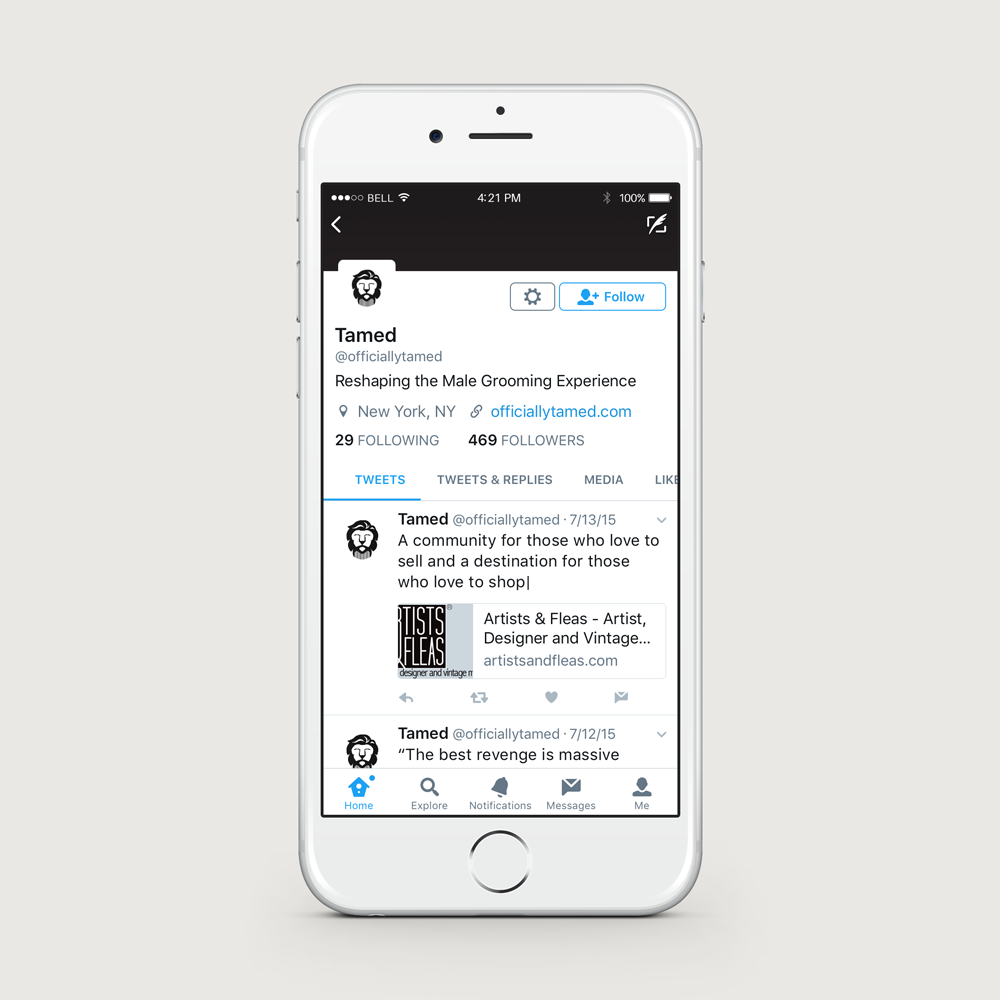 BELL 4:21 PM 100%
Follow
Tamed
@officiallytamed
Reshaping the Male Grooming Experience
New York, NY officiallytamed.com
29 FOLLOWING 469 FOLLOWERS
TWEETS TWEETS & REPLIES MEDIA LIKE
Tamed @officiallytamed · 7/13/15
A community for those who love to
sell and a destination for those
who love to shop|
RTISTS ®
&FLEAS
designer and vintage m
Artists & Fleas - Artist,
Designer and Vintage...
artistsandfleas.com
Tamed @officiallytamed · 7/12/15
“The best revenge is massive
Home Explore Notifications Messages Me